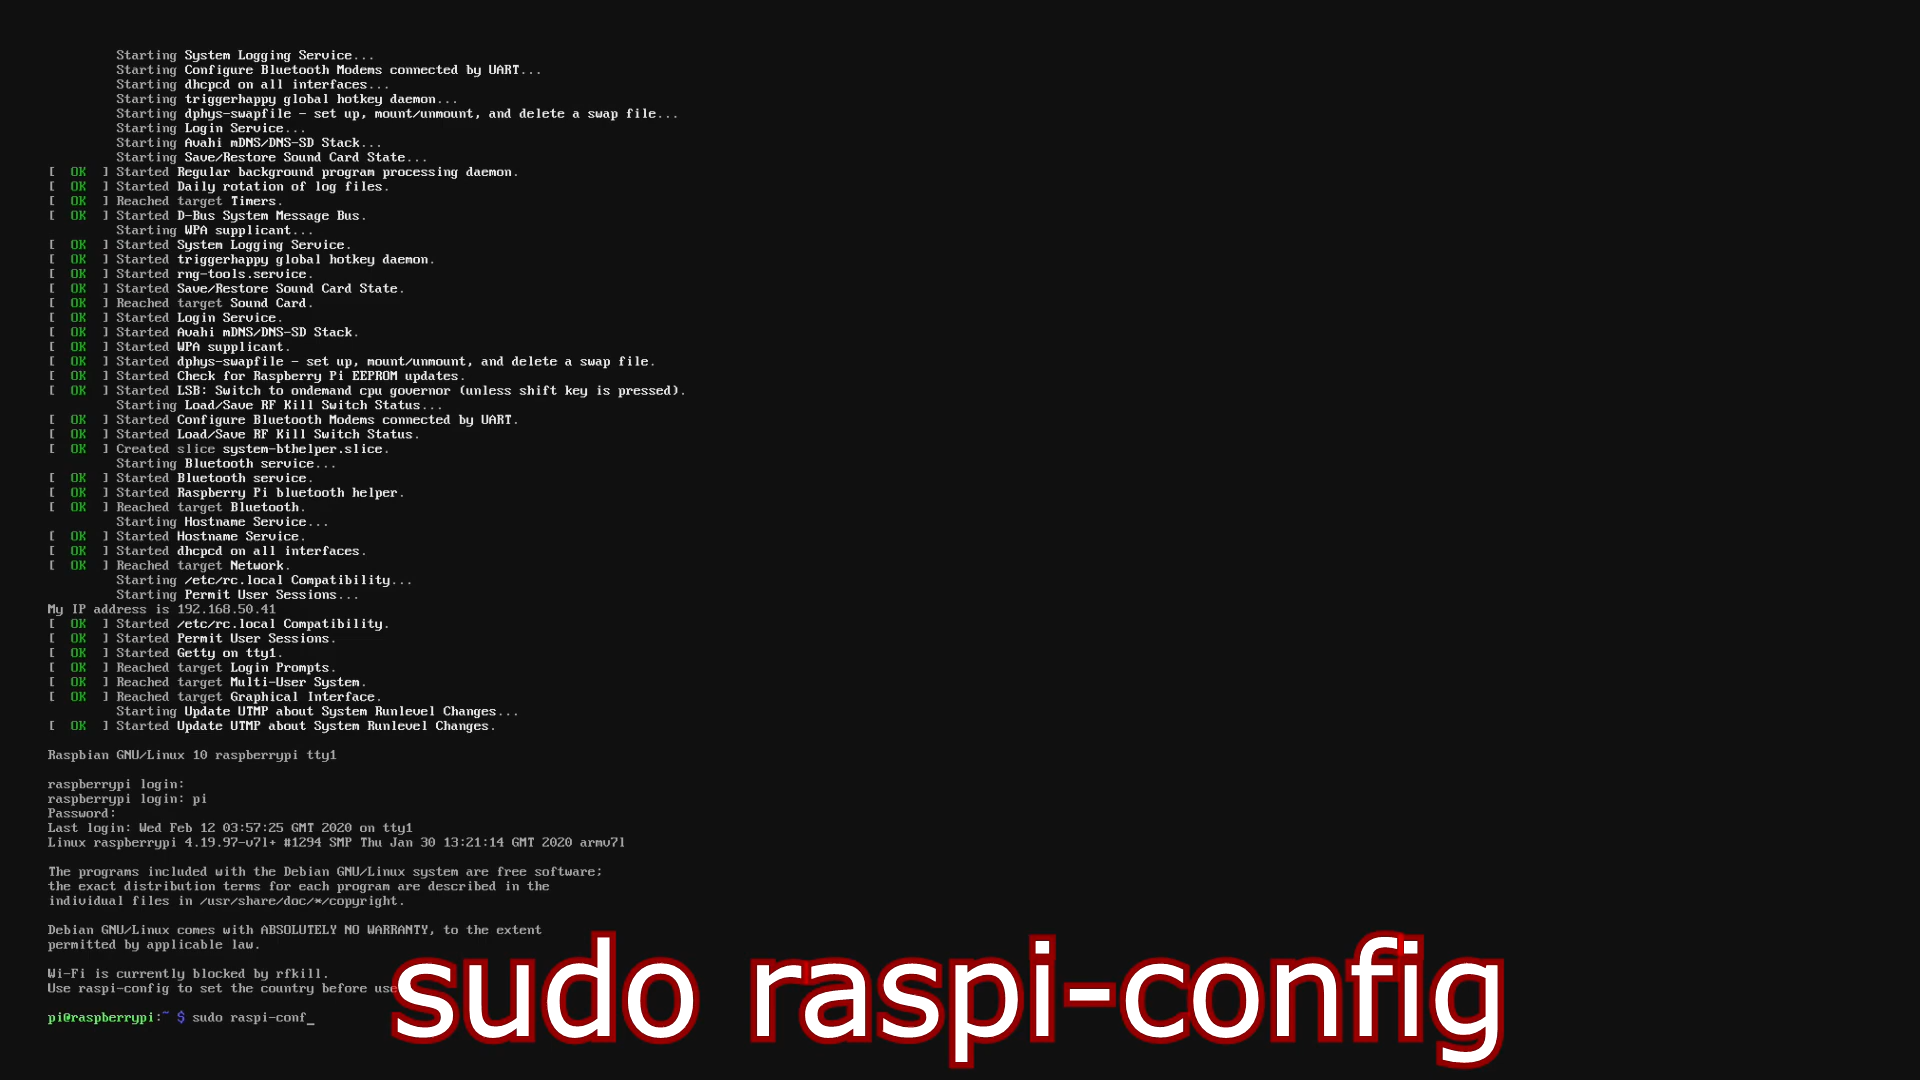 Starting System Logging Service...
Starting Configure Bluetooth Modems connected by UART...
Starting dhcpcd on all interfaces...
Starting triggerhappy global hotkey daemon...
Starting dphys-swapfile - set up, mount/unmount, and delete a swap file...
Starting Login Service...
Starting Avahi mDNS/DNS-SD Stack...
Starting Save/Restore Sound Card State...
[  OK  ] Started Regular background program processing daemon.
[  OK  ] Started Daily rotation of log files.
[  OK  ] Reached target Timers.
[  OK  ] Started D-Bus System Message Bus.
Starting WPA supplicant...
[  OK  ] Started System Logging Service.
[  OK  ] Started triggerhappy global hotkey daemon.
[  OK  ] Started rng-tools.service.
[  OK  ] Started Save/Restore Sound Card State.
[  OK  ] Reached target Sound Card.
[  OK  ] Started Login Service.
[  OK  ] Started Avahi mDNS/DNS-SD Stack.
[  OK  ] Started WPA supplicant.
[  OK  ] Started dphys-swapfile - set up, mount/unmount, and delete a swap file.
[  OK  ] Started Check for Raspberry Pi EEPROM updates.
[  OK  ] Started LSB: Switch to ondemand cpu governor (unless shift key is pressed).
Starting Load/Save RF Kill Switch Status...
[  OK  ] Started Configure Bluetooth Modems connected by UART.
[  OK  ] Started Load/Save RF Kill Switch Status.
[  OK  ] Created slice system-bthelper.slice.
Starting Bluetooth service...
[  OK  ] Started Bluetooth service.
[  OK  ] Started Raspberry Pi bluetooth helper.
[  OK  ] Reached target Bluetooth.
Starting Hostname Service...
[  OK  ] Started Hostname Service.
[  OK  ] Started dhcpcd on all interfaces.
[  OK  ] Reached target Network.
Starting /etc/rc.local Compatibility...
Starting Permit User Sessions...
My IP address is 192.168.50.41
[  OK  ] Started /etc/rc.local Compatibility.
[  OK  ] Started Permit User Sessions.
[  OK  ] Started Getty on tty1.
[  OK  ] Reached target Login Prompts.
[  OK  ] Reached target Multi-User System.
[  OK  ] Reached target Graphical Interface.
Starting Update UTMP about System Runlevel Changes...
[  OK  ] Started Update UTMP about System Runlevel Changes.
Raspbian GNU/Linux 10 raspberrypi tty1
raspberrypi login:
raspberrypi login: pi
Password:
Last login: Wed Feb 12 03:57:25 GMT 2020 on tty1
Linux raspberrypi 4.19.97-v7l+ #1294 SMP Thu Jan 30 13:21:14 GMT 2020 armv7l
The programs included with the Debian GNU/Linux system are free software;
the exact distribution terms for each program are described in the
individual files in /usr/share/doc/*/copyright.
Debian GNU/Linux comes with ABSOLUTELY NO WARRANTY, to the extent
permitted by applicable law.
Wi-Fi is currently blocked by rfkill.
Use raspi-config to set the country before use
pi@raspberrypi:~ $ sudo raspi-conf_
sudo raspi-config